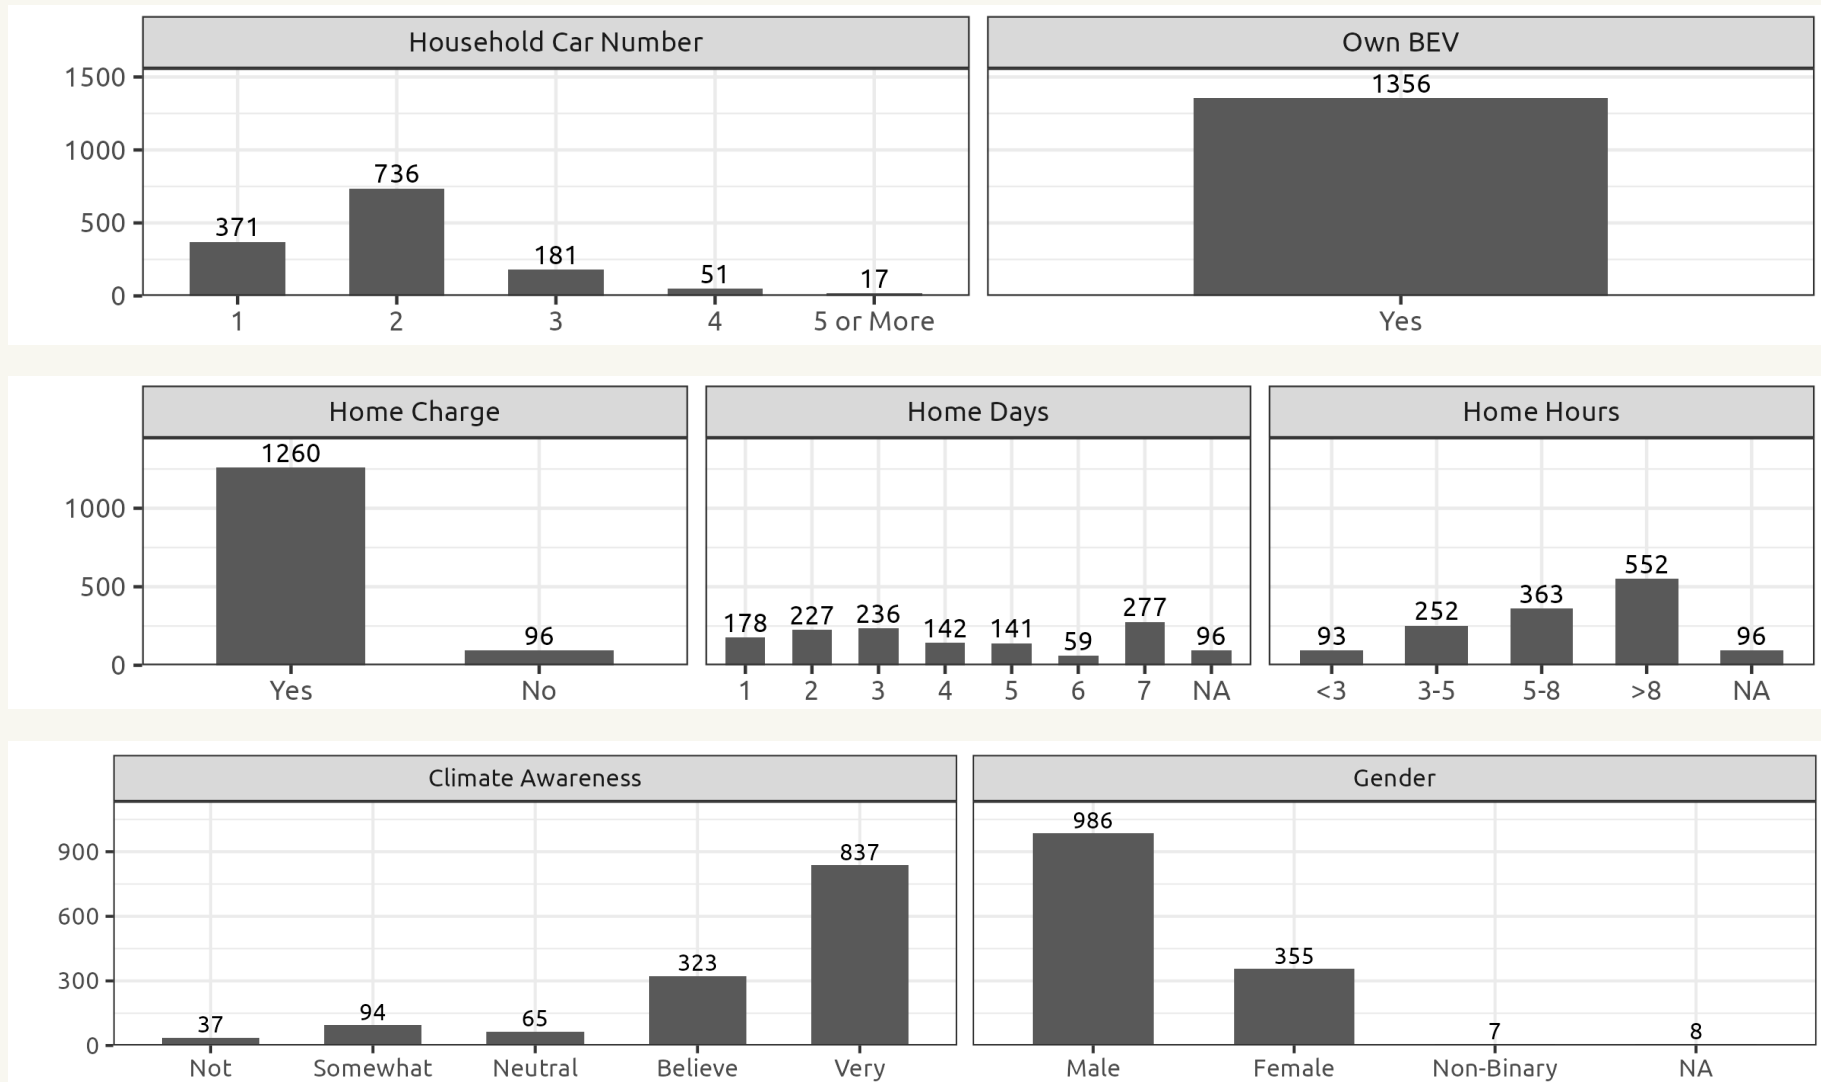 Household Car Number Own BEV
1500 1356
1000
736
500 371
181
51 17
0
1 2 3 4 5 or More Yes
Home Charge Home Days Home Hours
1260
1000
552
500
363
277
178 227 236 142 141 59 96
252
93 96
96
0
Yes No 1 2 3 4 5 6 7 NA <3 3-5 5-8 >8 NA
Climate Awareness Gender
986
900 837
600
323 355
300
37 94 65 7 8
0
Not Somewhat Neutral Believe Very Male Female Non-Binary NA